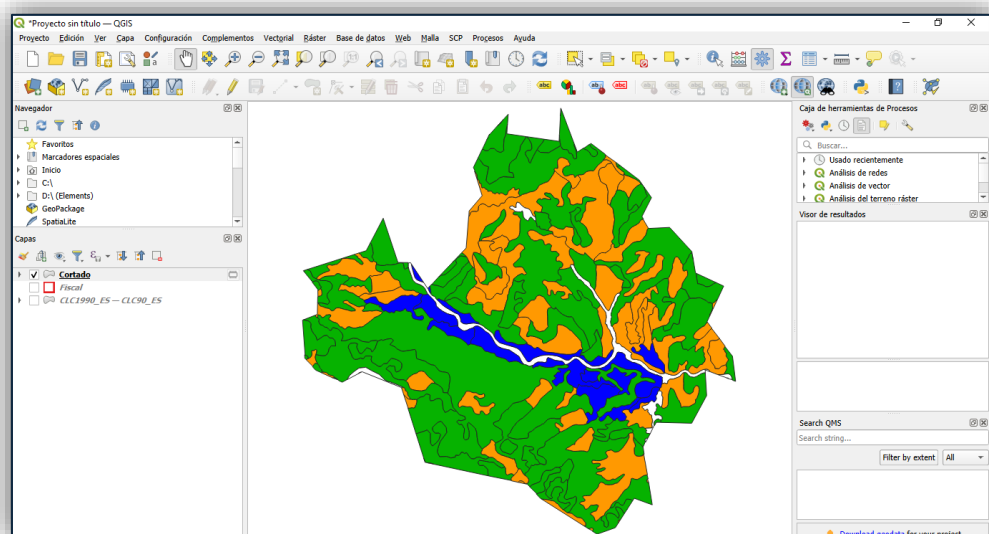 *Proyecto sin título — QGIS
Proyecto Edición Ver Capa Configuración Complementos Vectorial Ráster Base de datos Web Malla SCP Procesos Ayuda
abc abc abc
Navegador
Favoritos
Marcadores espaciales
Inicio
C:\
D:\ (Elements)
GeoPackage
SpatiaLite
Capas
Cortado
Fiscal
CLC1990_ES — CLC90_ES
Caja de herramientas de Procesos
Buscar...
Usado recientemente
Análisis de redes
Análisis de vector
Análisis del terreno ráster
Visor de resultados
Search QMS
Search string...
Filter by extent All
Download geodata for your project